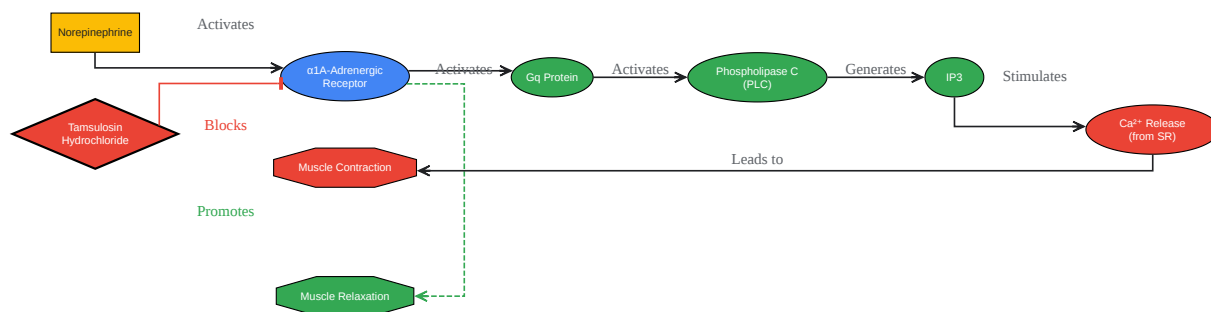 Norepinephrine
Activates
α1A-Adrenergic
Receptor
Activates
Gq Protein
Activates
Phospholipase C
(PLC)
Generates
IP3
Stimulates
Tamsulosin
Hydrochloride
Blocks
Ca²⁺ Release
(from SR)
Muscle Contraction
Leads to
Promotes
Muscle Relaxation